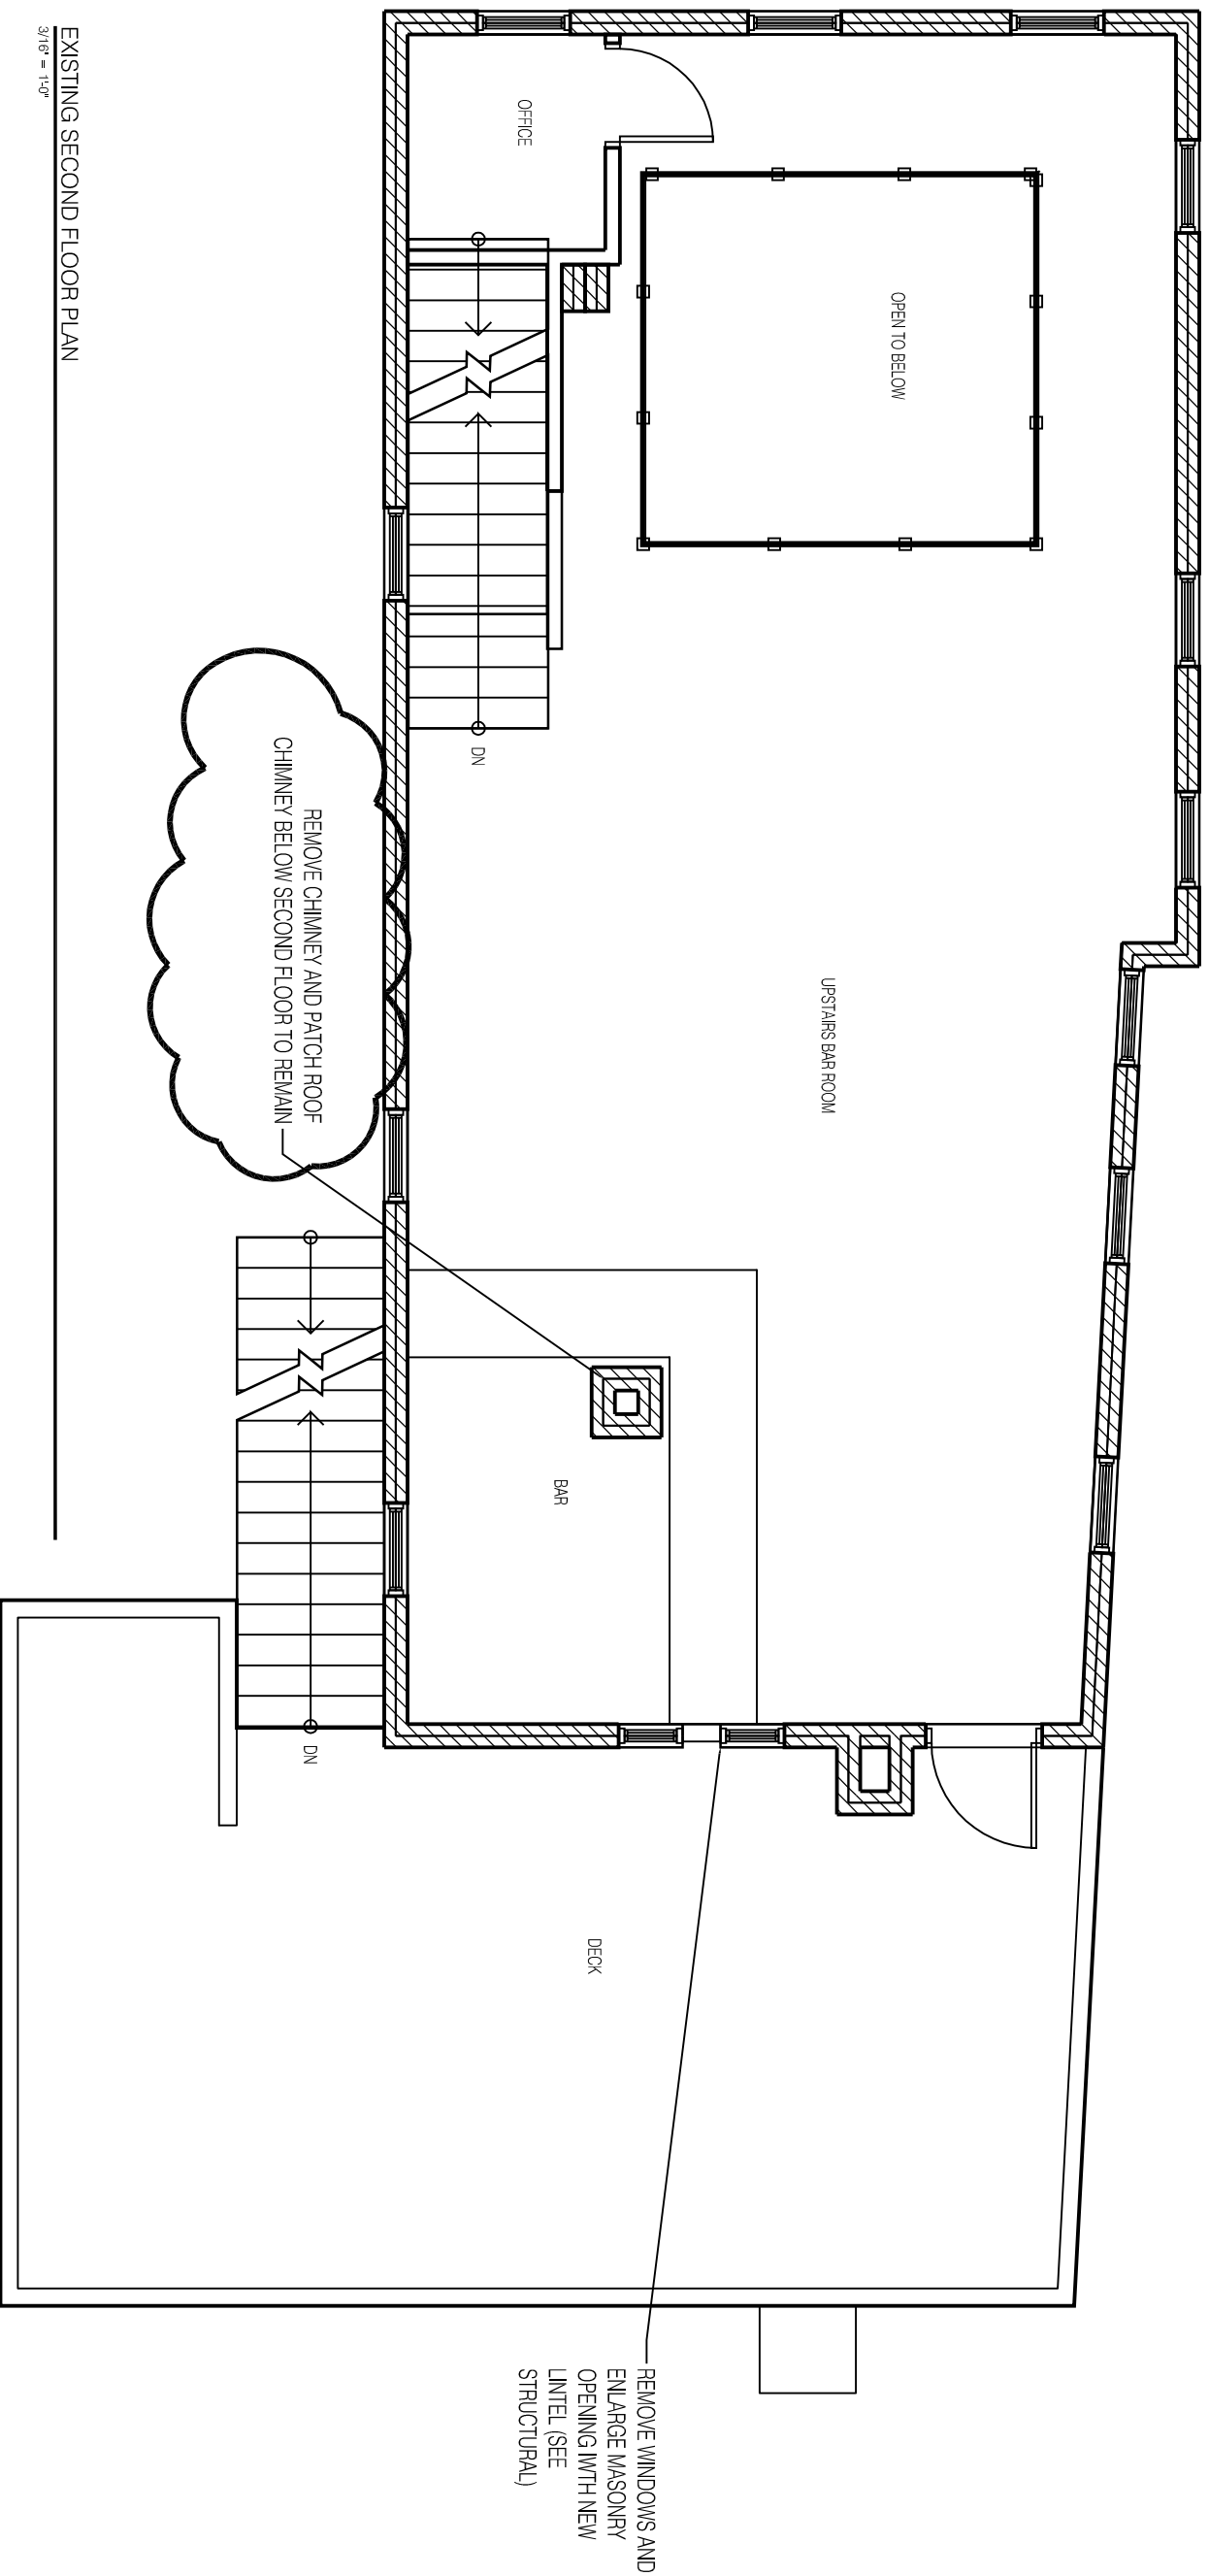 OFFICE
OPEN TO BELOW
DN
UPSTAIRS BAR ROOM
REMOVE CHIMNEY AND PATCH ROOF
CHIMNEY BELOW SECOND FLOOR TO REMAIN
BAR
DN
DECK
REMOVE WINDOWS AND
ENLARGE MASONRY
OPENING IWTH NEW
LINTEL (SEE
STRUCTURAL)
EXISTING SECOND FLOOR PLAN
3/16" = 1'-0"